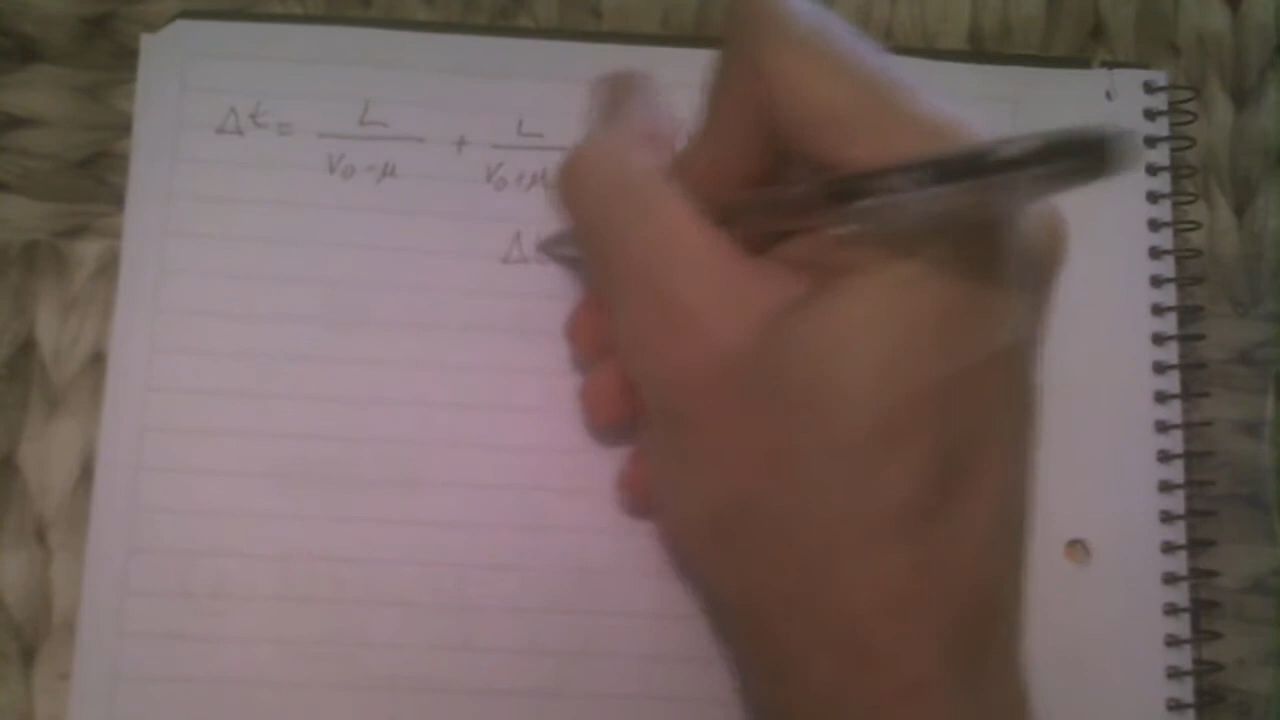 Δt = L/(v₀-μ) + L/(v₀+μ)
Δ